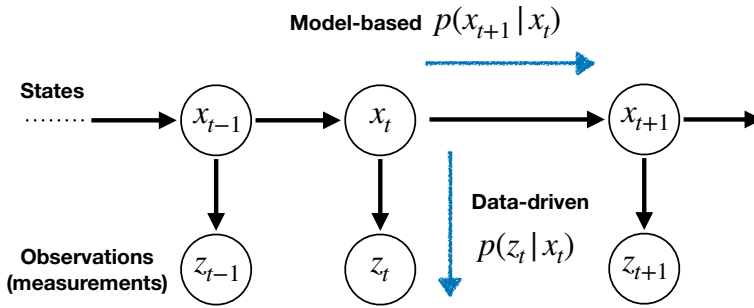 Model-based p(x_{t+1} | x_t)
States
x_{t-1} x_t x_{t+1}
Data-driven
p(z_t | x_t)
Observations
(measurements)
z_{t-1} z_t z_{t+1}